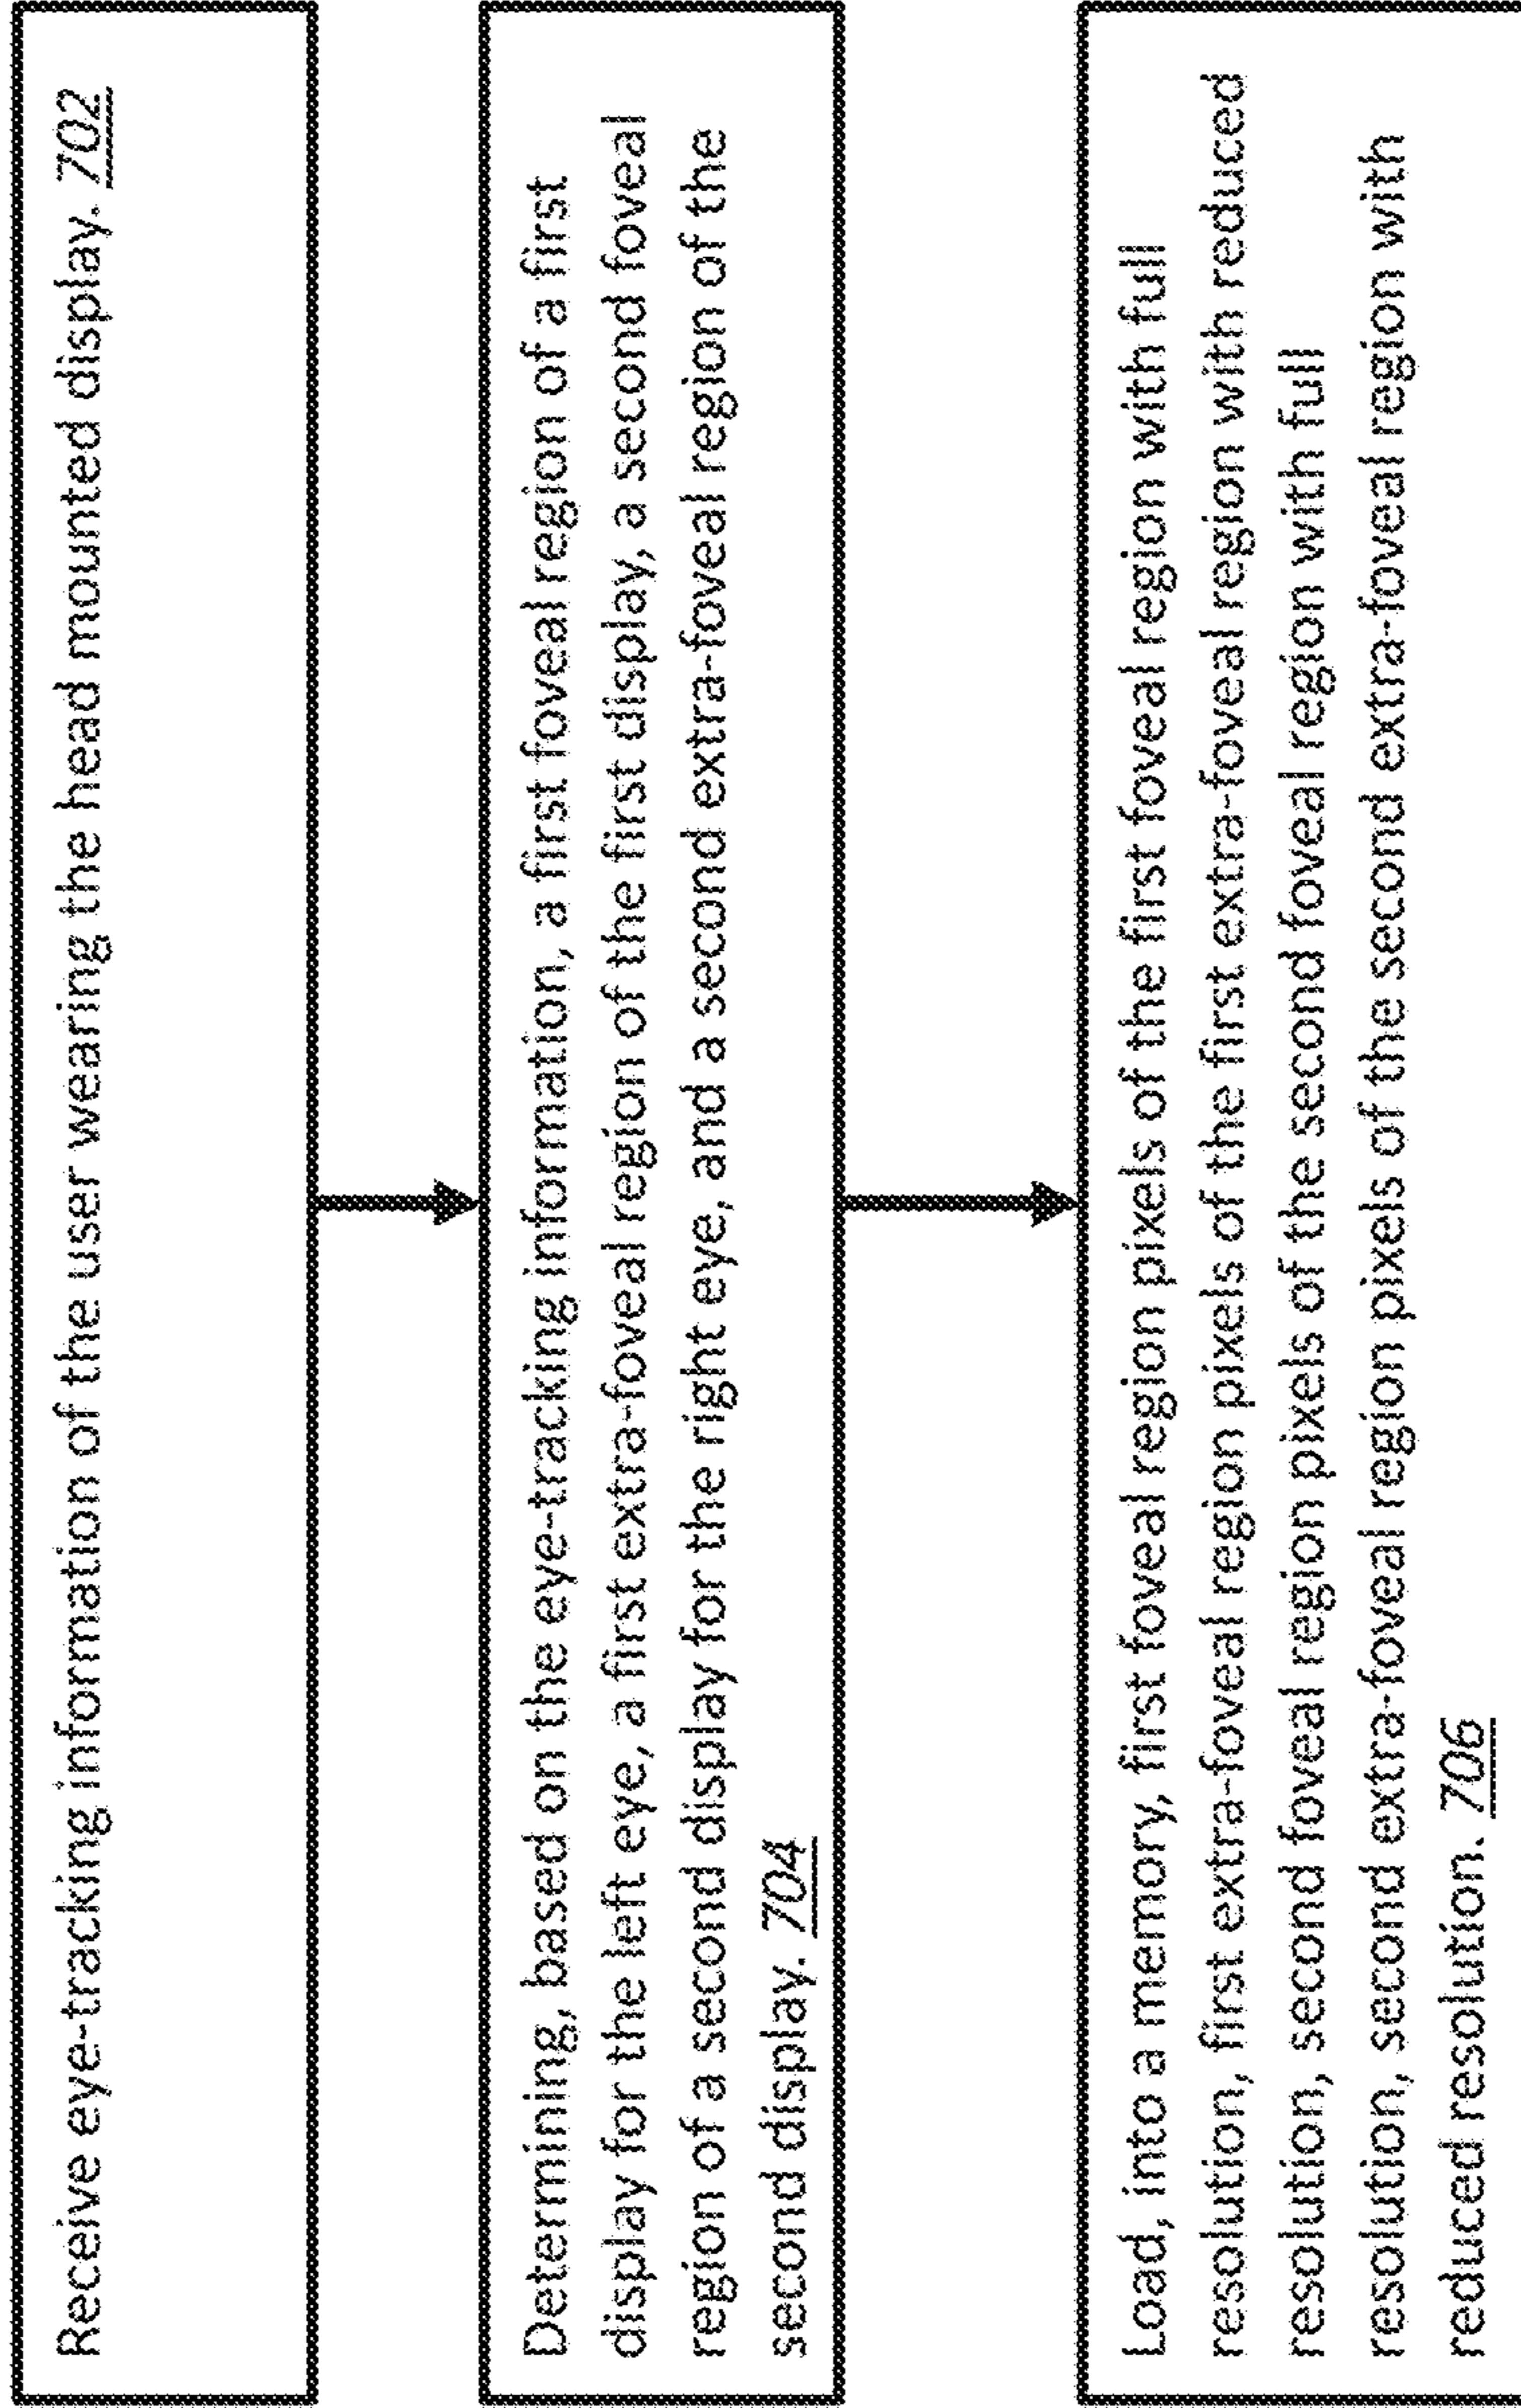 Receive eye-tracking information of the user wearing the head mounted display. 702
Determining, based on the eye-tracking information, a first foveal region of a first
display for the left eye, a first extra-foveal region of the first display, a second foveal
region of a second display for the right eye, and a second extra-foveal region of the
second display. 704
Load, into a memory, first foveal region pixels of the first foveal region with full
resolution, first extra-foveal region pixels of the first extra-foveal region with reduced
resolution, second foveal region pixels of the second foveal region with full
resolution, second extra-foveal region pixels of the second extra-foveal region with
reduced resolution. 706